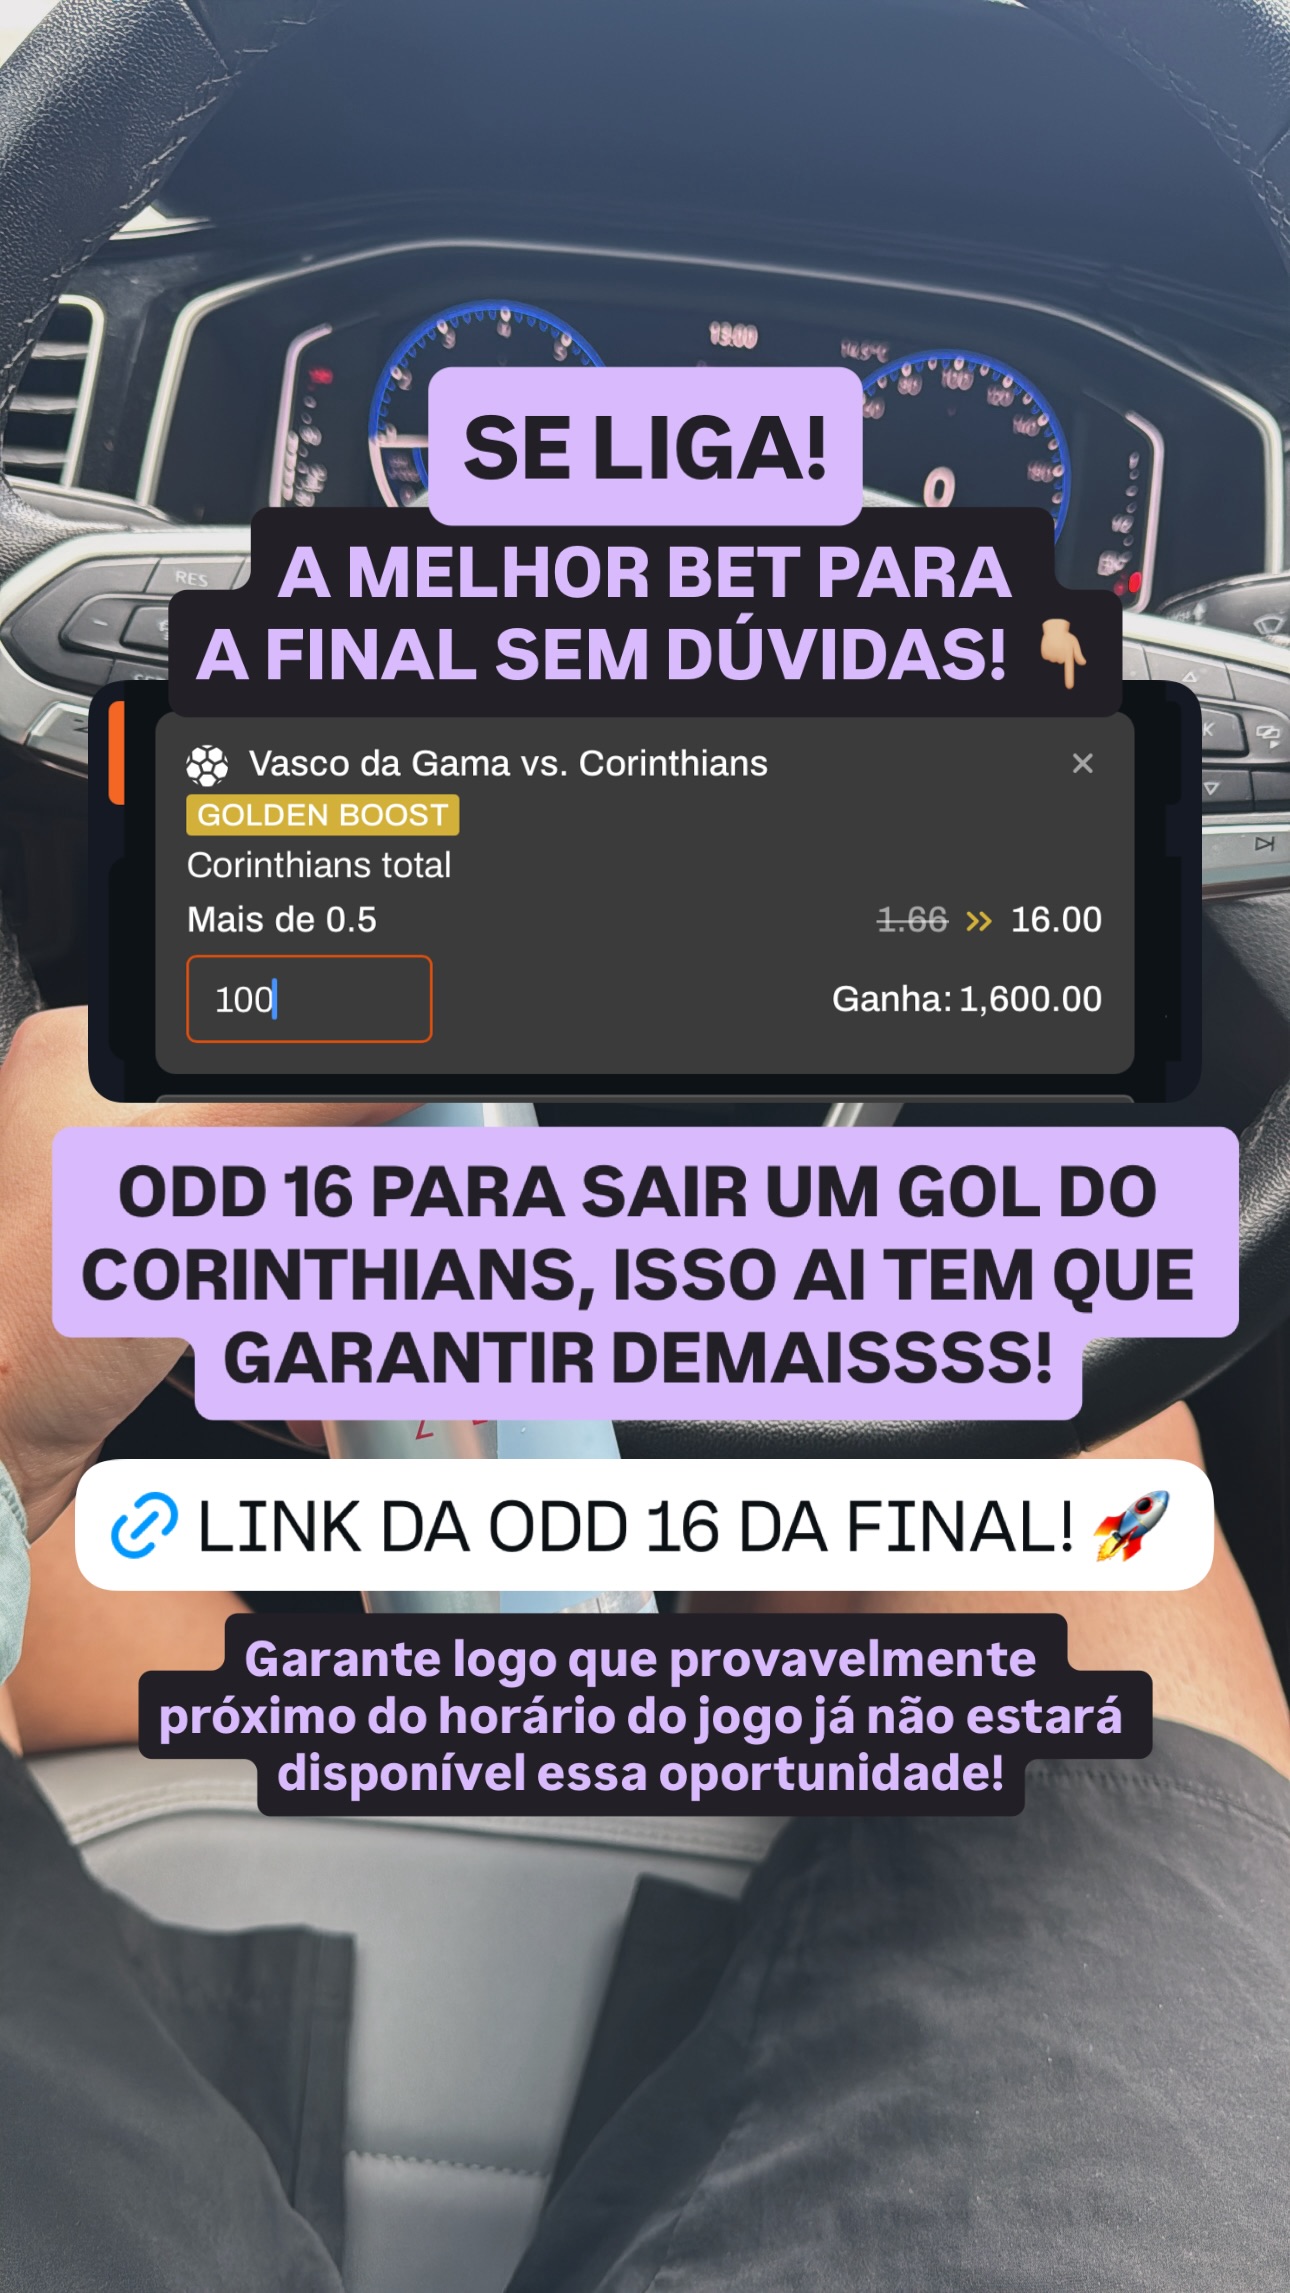 13:00
RES
SE LIGA!
A MELHOR BET PARA
A FINAL SEM DÚVIDAS! 👇🏼
Vasco da Gama vs. Corinthians
GOLDEN BOOST
Corinthians total
Mais de 0.5
1.66 » 16.00
100
Ganha: 1,600.00
ODD 16 PARA SAIR UM GOL DO
CORINTHIANS, ISSO AI TEM QUE
GARANTIR DEMAISSSS!
LINK DA ODD 16 DA FINAL! 🚀
Garante logo que provavelmente
próximo do horário do jogo já não estará
disponível essa oportunidade!